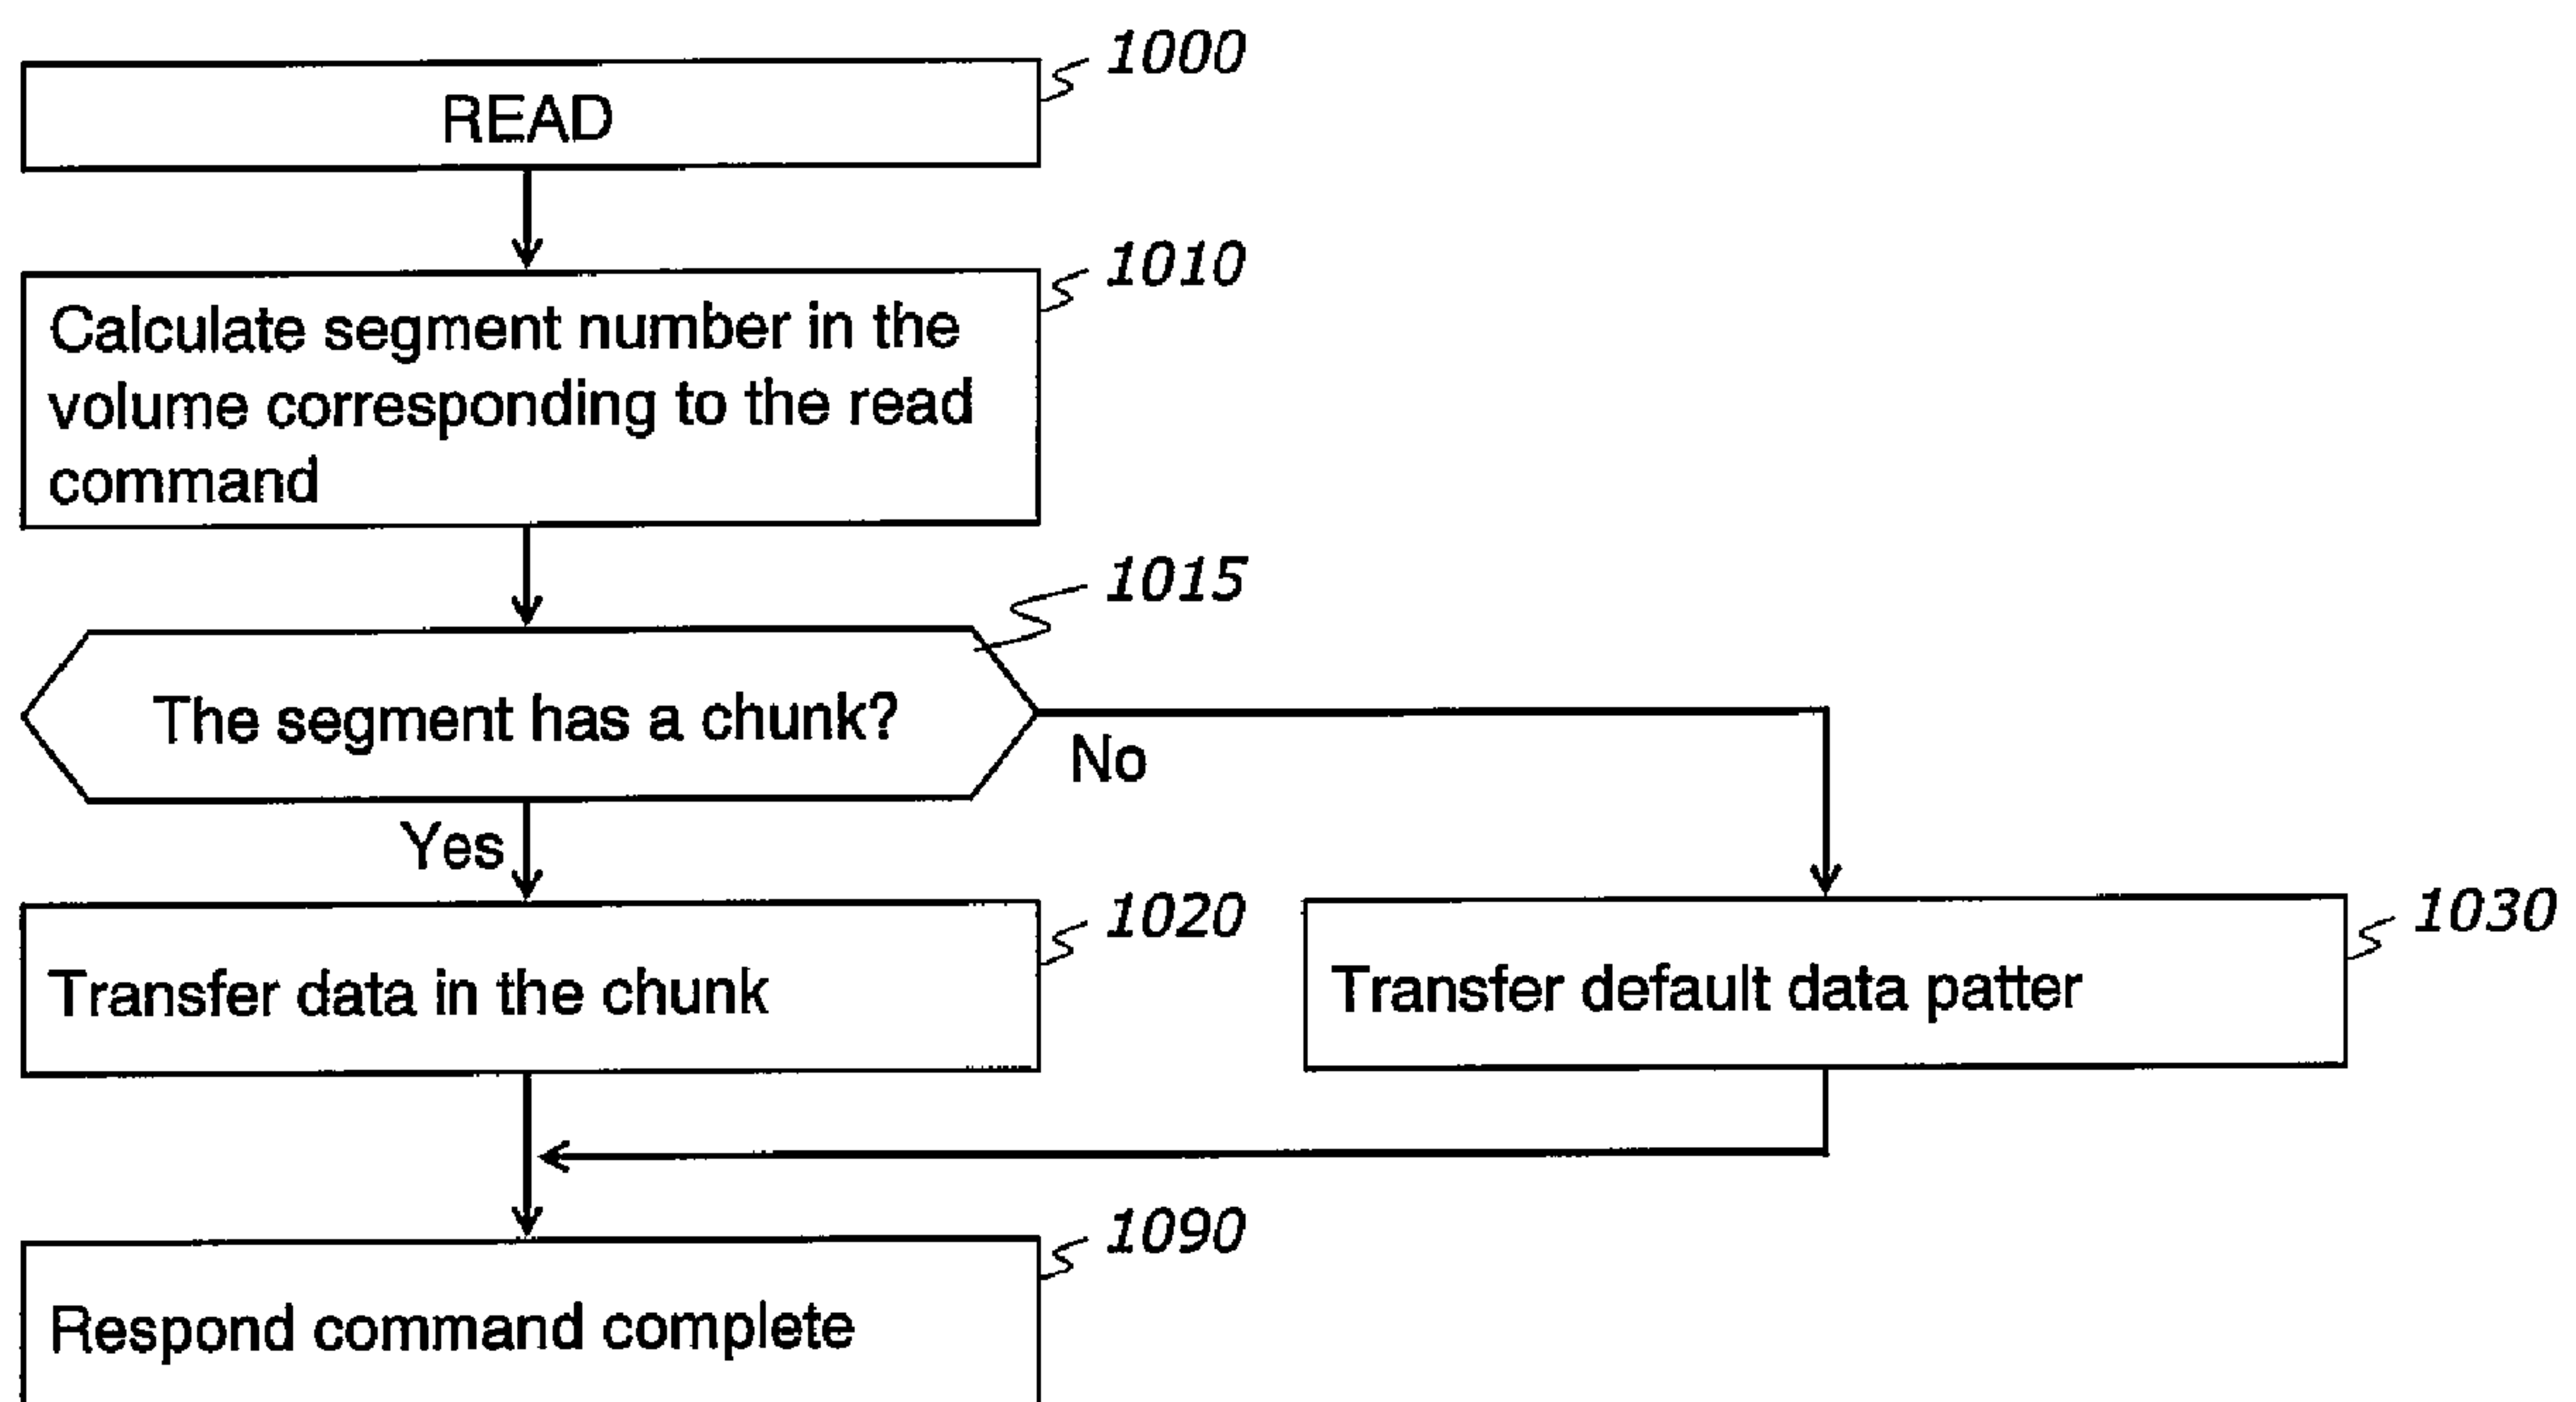 1000
READ
1010
Calculate segment number in the
volume corresponding to the read
command
1015
The segment has a chunk?
No
Yes
1020
Transfer data in the chunk
1030
Transfer default data patter
1090
Respond command complete